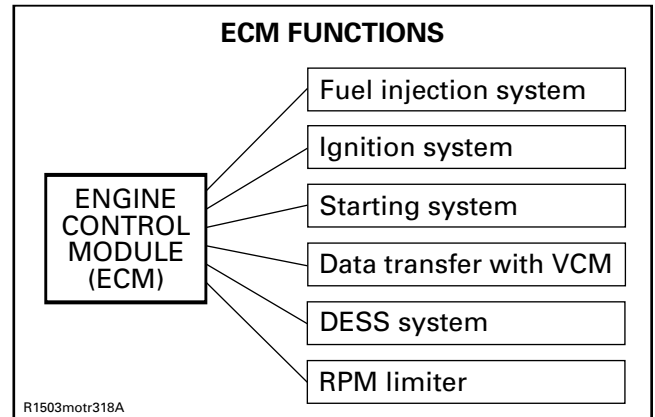 ECM FUNCTIONS
ENGINE
CONTROL
MODULE
(ECM)
Fuel injection system
Ignition system
Starting system
Data transfer with VCM
DESS system
RPM limiter
R1503motr318A